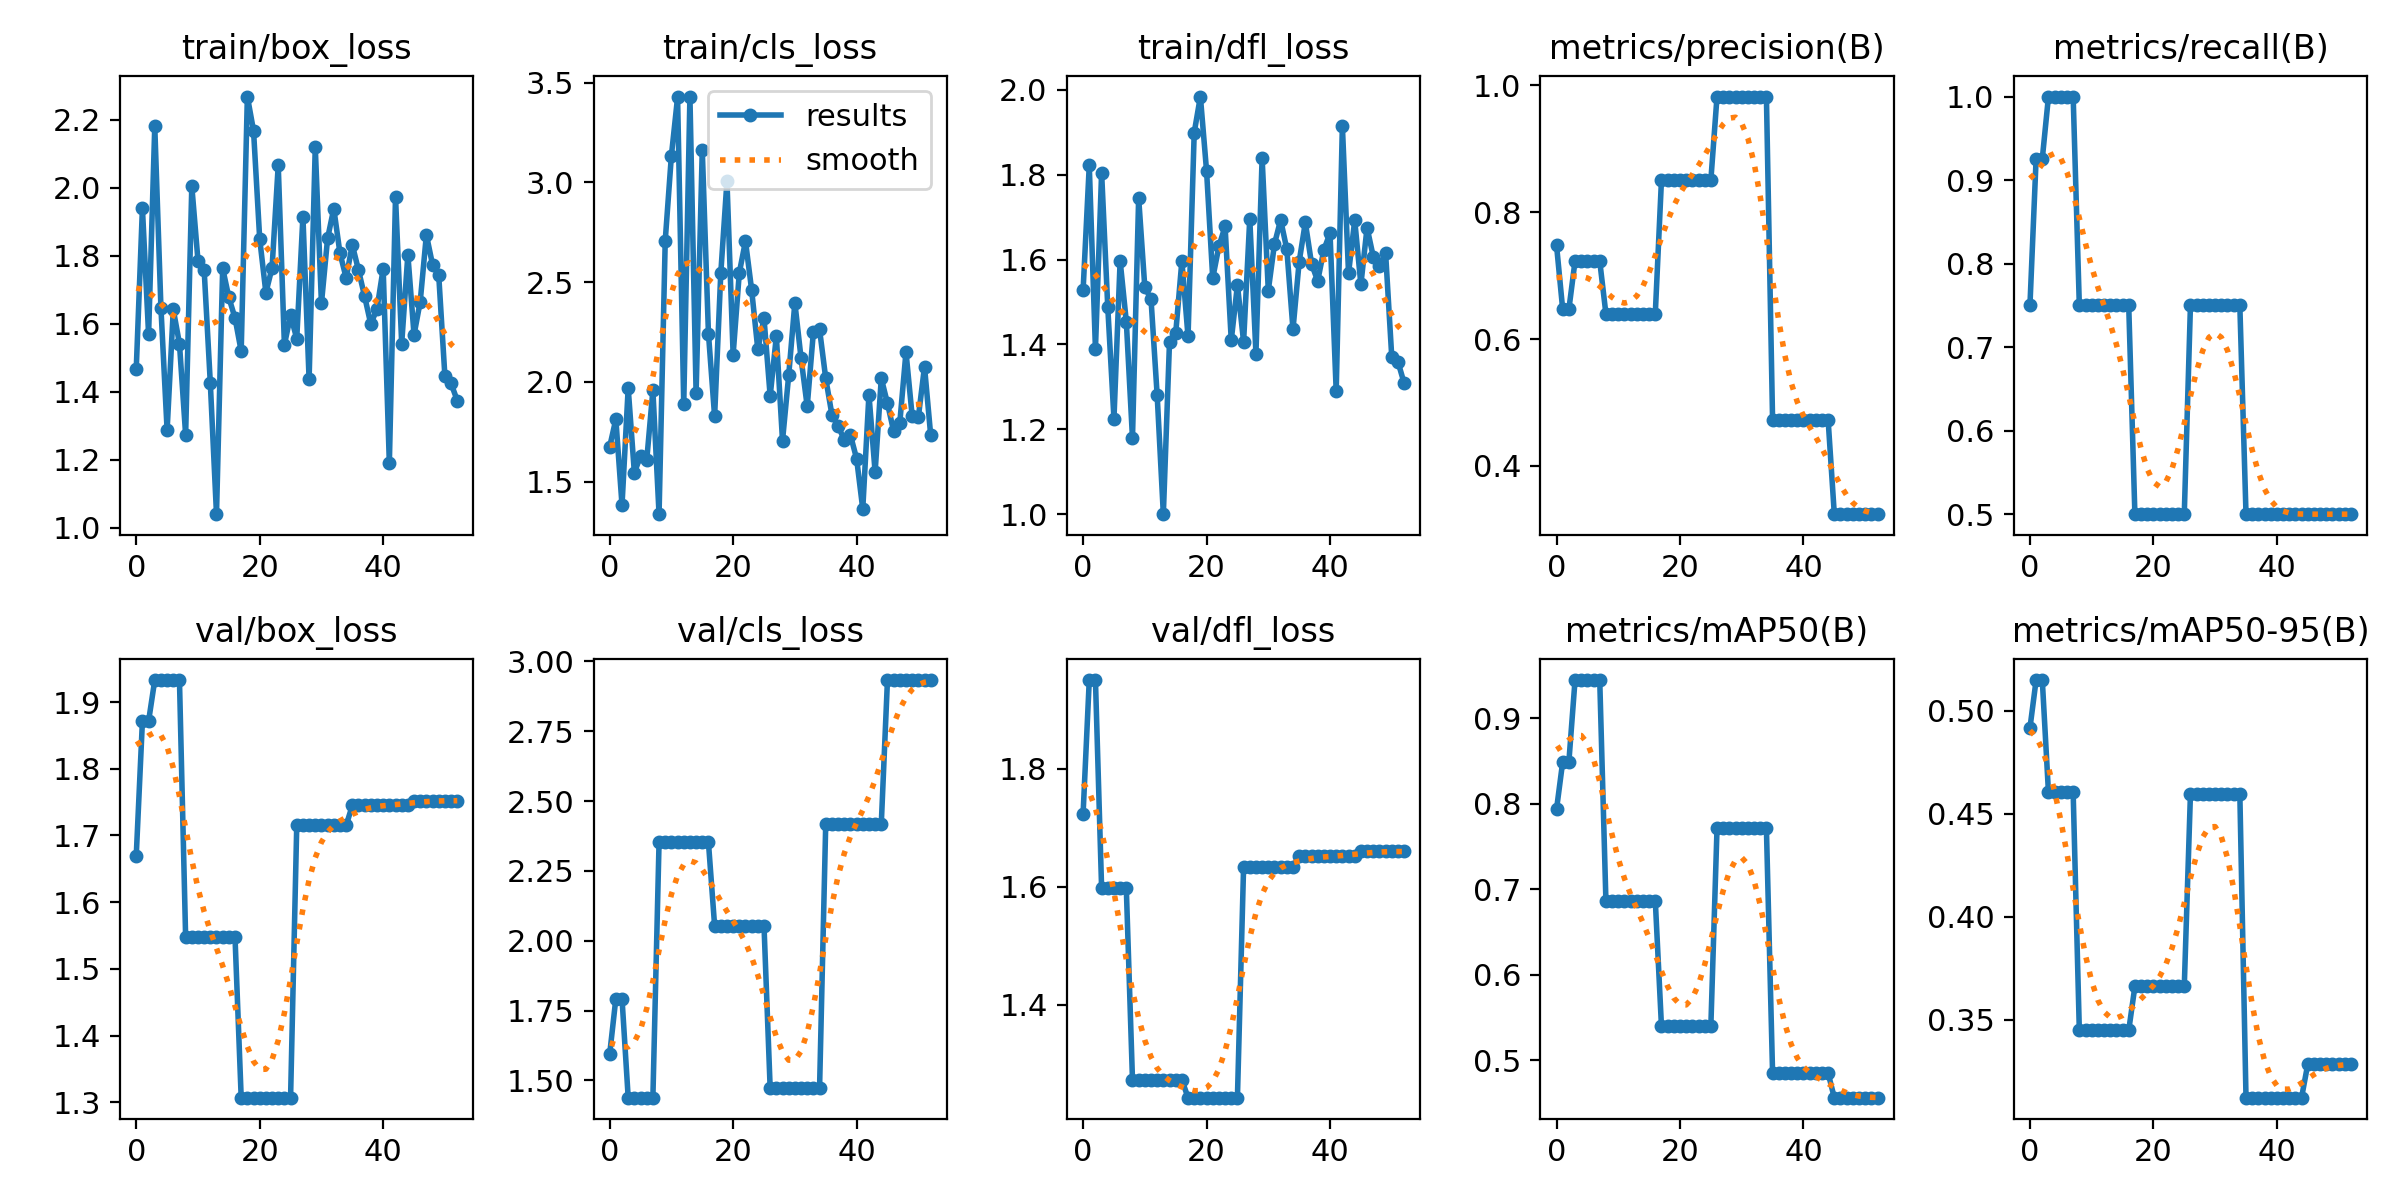 train/box_loss
train/cls_loss
train/dfl_loss
metrics/precision(B)
metrics/recall(B)
2.2
2.0
1.8
1.6
1.4
1.2
1.0
0 20 40
3.5
3.0
2.5
2.0
1.5
0 20 40
results
smooth
2.0
1.8
1.6
1.4
1.2
1.0
0 20 40
1.0
0.8
0.6
0.4
0 20 40
1.0
0.9
0.8
0.7
0.6
0.5
0 20 40
val/box_loss
val/cls_loss
val/dfl_loss
metrics/mAP50(B)
metrics/mAP50-95(B)
1.9
1.8
1.7
1.6
1.5
1.4
1.3
0 20 40
3.00
2.75
2.50
2.25
2.00
1.75
1.50
0 20 40
1.8
1.6
1.4
0 20 40
0.9
0.8
0.7
0.6
0.5
0 20 40
0.50
0.45
0.40
0.35
0 20 40